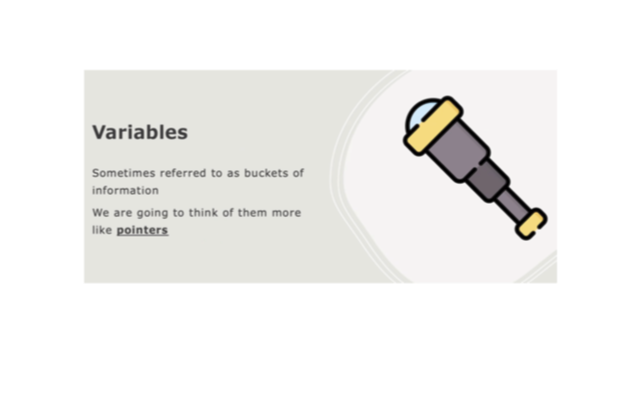 Variables
Sometimes referred to as buckets of
information
We are going to think of them more
like pointers